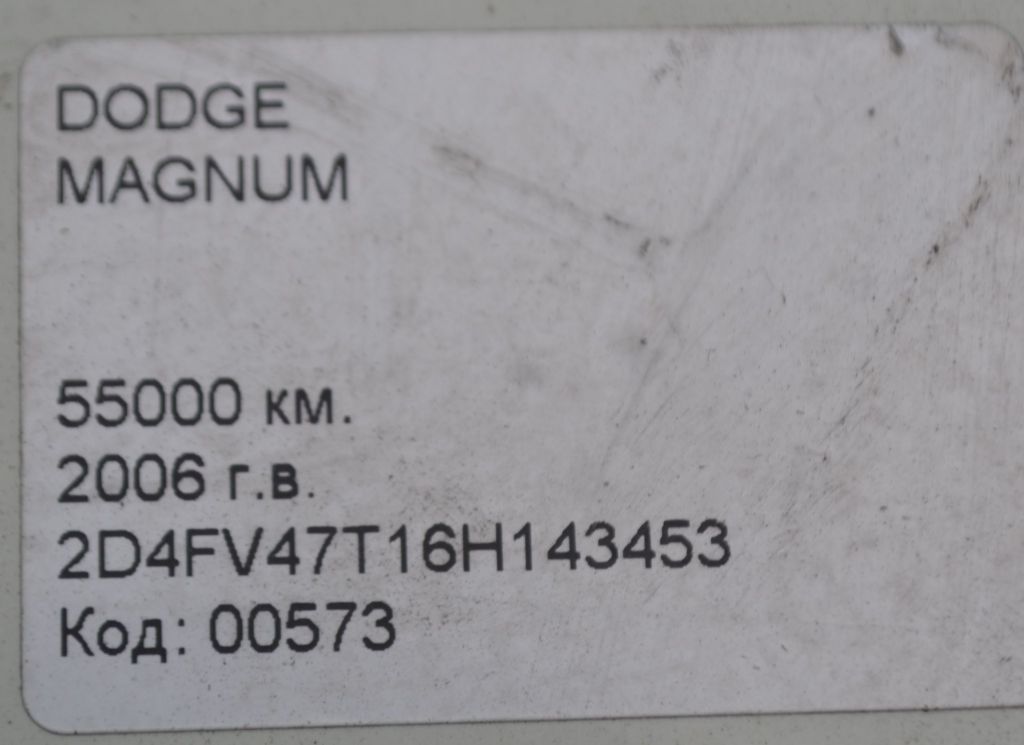 DODGE
MAGNUM
55000 км.
2006 г.в.
2D4FV47T16H143453
Код: 00573